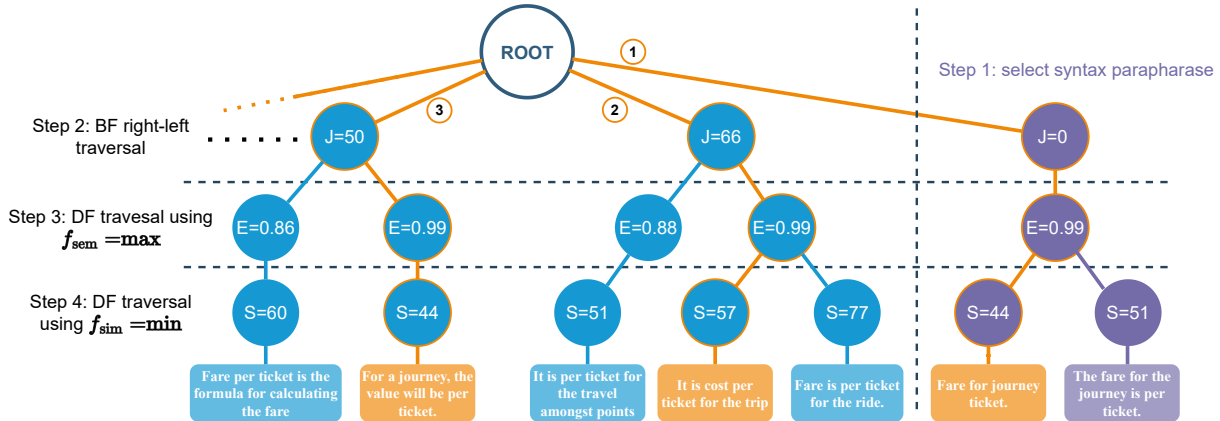 ROOT
1
Step 1: select syntax parapharase
3
2
Step 2: BF right-left
traversal
J=50
J=66
J=0
Step 3: DF travesal using
f_sem =max
E=0.86
E=0.99
E=0.88
E=0.99
E=0.99
Step 4: DF traversal
using f_sim =min
S=60
S=44
S=51
S=57
S=77
S=44
S=51
Fare per ticket is the
formula for calculating
the fare
For a journey, the
value will be per
ticket.
It is per ticket for
the travel
amongst points
It is cost per
ticket for the trip
Fare is per ticket
for the ride.
Fare for journey
ticket.
The fare for the
journey is per
ticket.